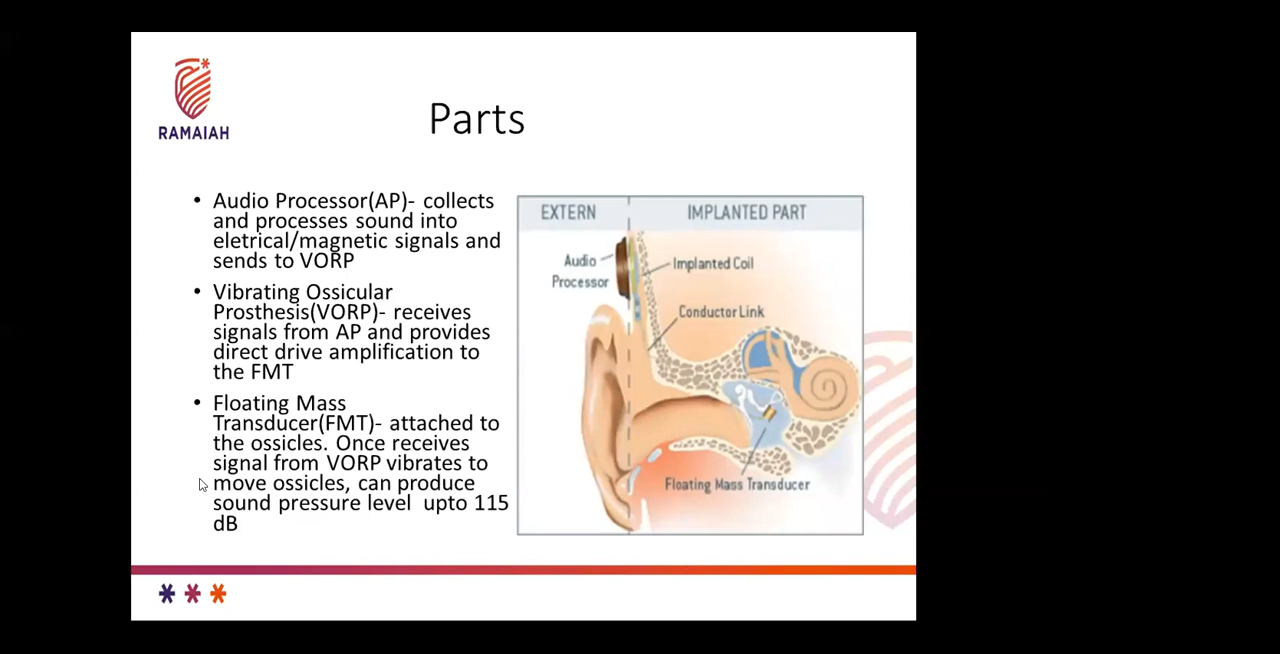 RAMAIAH
Parts
• Audio Processor(AP)- collects
and processes sound into
eletrical/magnetic signals and
sends to VORP
• Vibrating Ossicular
Prosthesis(VORP)- receives
signals from AP and provides
direct drive amplification to
the FMT
• Floating Mass
Transducer(FMT)- attached to
the ossicles. Once receives
signal from VORP vibrates to
move ossicles, can produce
sound pressure level upto 115
dB
EXTERN
IMPLANTED PART
Audio
Processor
Implanted Coil
Conductor Link
Floating Mass Transducer